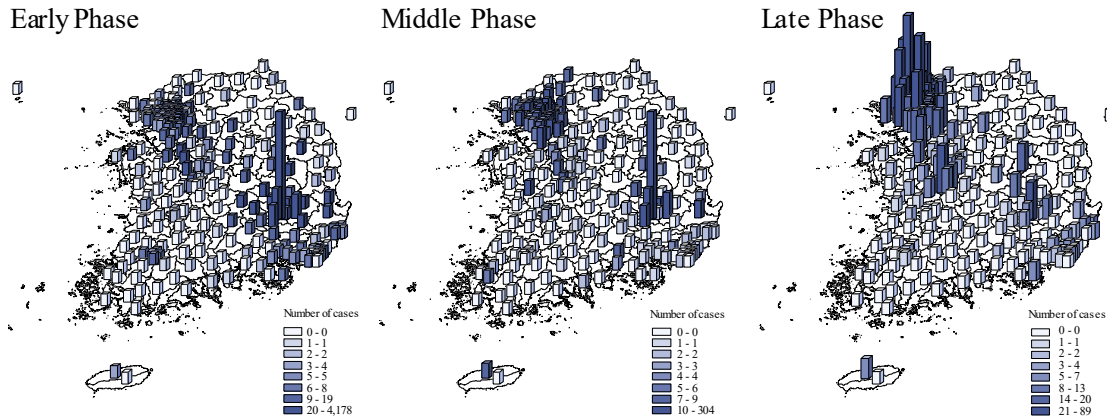 Early Phase
Middle Phase
Late Phase
Number of cases
0 - 0
1 - 1
2 - 2
3 - 4
5 - 5
6 - 8
9 - 19
20 - 4,178
Number of cases
0 - 0
1 - 1
2 - 2
3 - 3
4 - 4
5 - 6
7 - 9
10 - 304
Number of cases
0 - 0
1 - 1
2 - 2
3 - 4
5 - 7
8 - 13
14 - 20
21 - 89